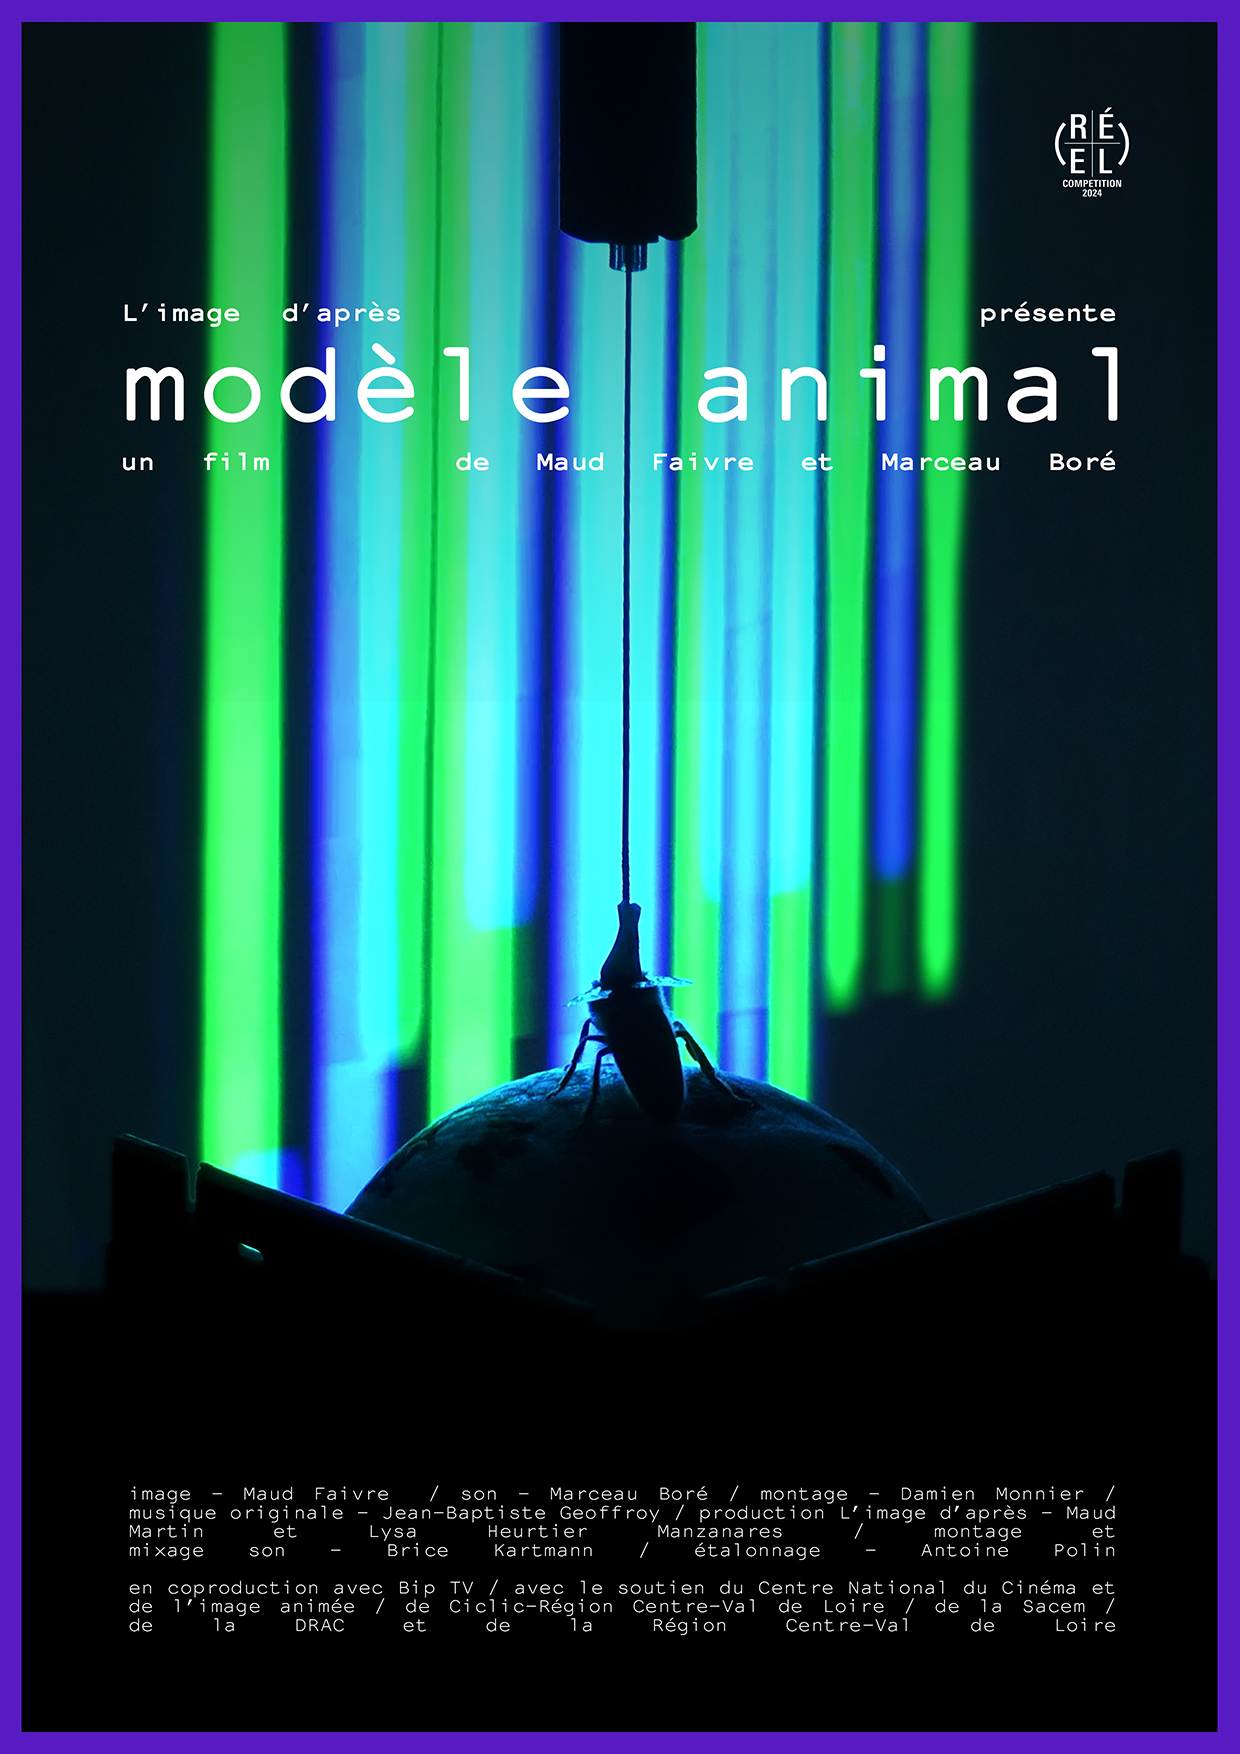 RÉ
EL
COMPETITION
2024
L’image d’après présente
modèle animal
un film de Maud Faivre et Marceau Boré
image – Maud Faivre / son – Marceau Boré / montage – Damien Monnier /
musique originale – Jean-Baptiste Geoffroy / production L’image d’après – Maud
Martin et Lysa Heurtier Manzanares / montage et
mixage son – Brice Kartmann / étalonnage – Antoine Polin
en coproduction avec Bip TV / avec le soutien du Centre National du Cinéma et
de l’image animée / de Ciclic-Région Centre-Val de Loire / de la Sacem /
de la DRAC et de la Région Centre-Val de Loire